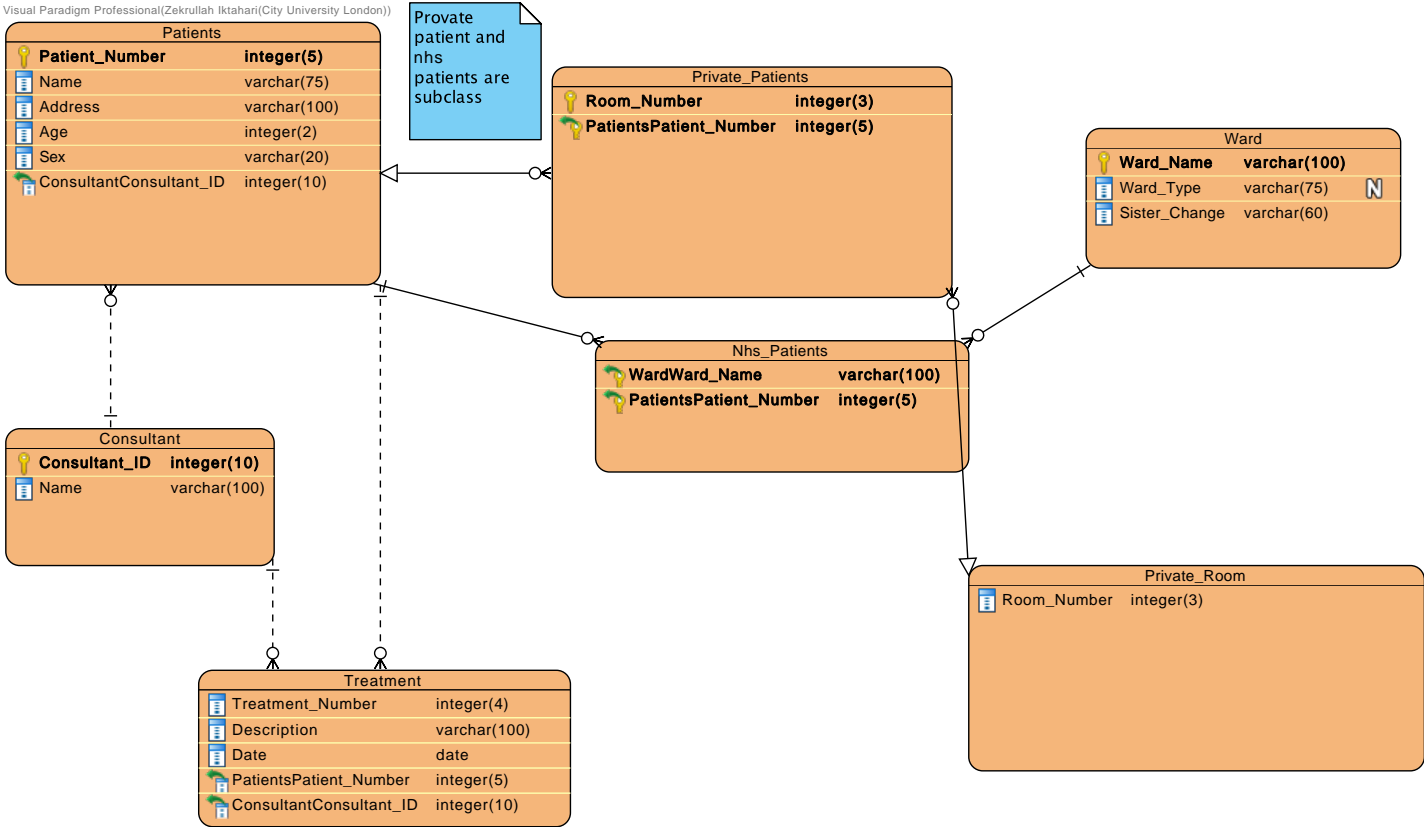 Visual Paradigm Professional(Zekrullah Iktahari(City University London))
Patients
Patient_Number integer(5)
Name varchar(75)
Address varchar(100)
Age integer(2)
Sex varchar(20)
ConsultantConsultant_ID integer(10)
Provate
patient and
nhs
patients are
subclass
Private_Patients
Room_Number integer(3)
PatientsPatient_Number integer(5)
Ward
Ward_Name varchar(100)
Ward_Type varchar(75) N
Sister_Change varchar(60)
Nhs_Patients
WardWard_Name varchar(100)
PatientsPatient_Number integer(5)
Consultant
Consultant_ID integer(10)
Name varchar(100)
Private_Room
Room_Number integer(3)
Treatment
Treatment_Number integer(4)
Description varchar(100)
Date date
PatientsPatient_Number integer(5)
ConsultantConsultant_ID integer(10)